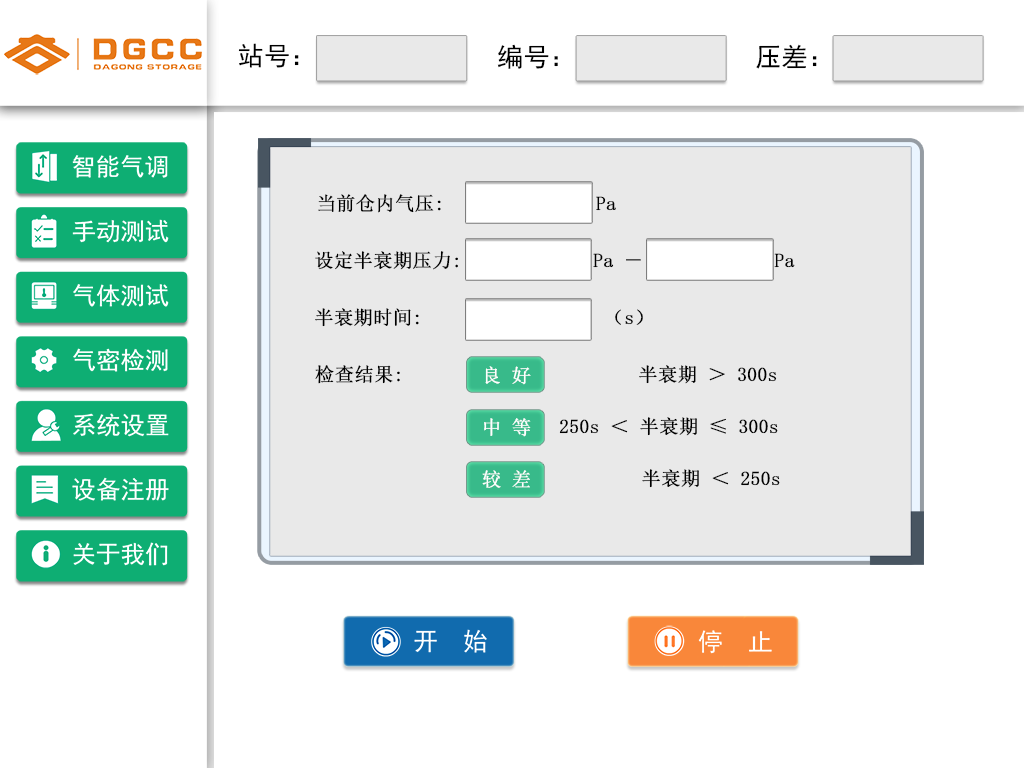 DGCC
DAGONG STORAGE
站号: 编号: 压差:
智能气调
手动测试
气体测试
气密检测
系统设置
设备注册
关于我们
当前仓内气压: Pa
设定半衰期压力: Pa — Pa
半衰期时间: （s）
检查结果: 良 好 半衰期 > 300s
中 等 250s < 半衰期 ≤ 300s
较 差 半衰期 < 250s
开 始 停 止